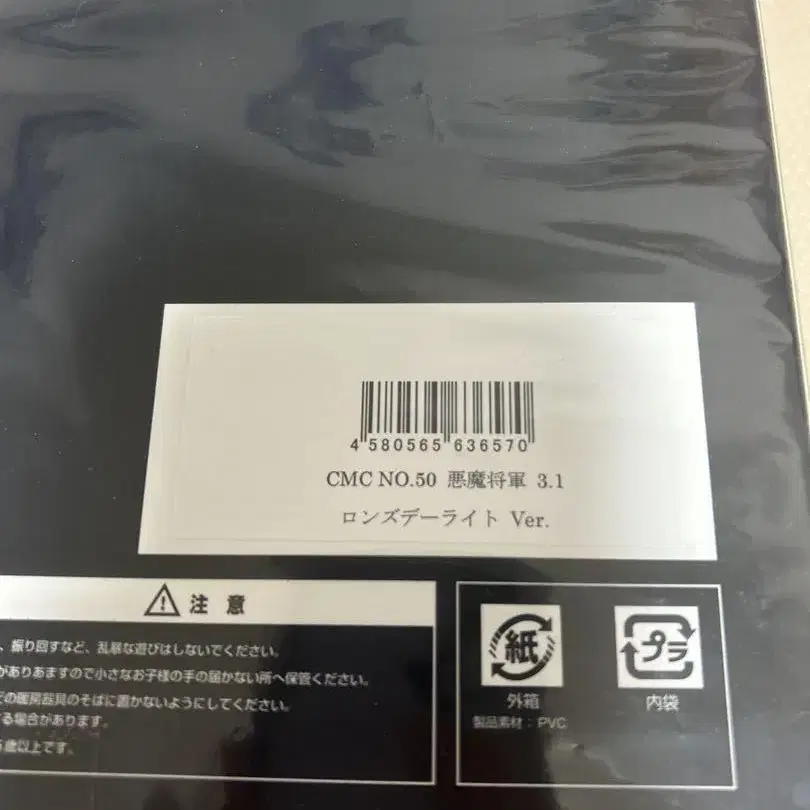 4 580565 636570
CMC NO.50 悪魔将軍 3.1
ロンズデーライト Ver.
注 意
、振り回すなど、乱暴な遊びはしないでください。
がありあますので小さなお子様の手の届かない所へ保管ください。
の暖房器具のそばに置かないようにしてください。
る場合があります。
歳以上です。
紙
プラ
外箱
内袋
製品素材：PVC